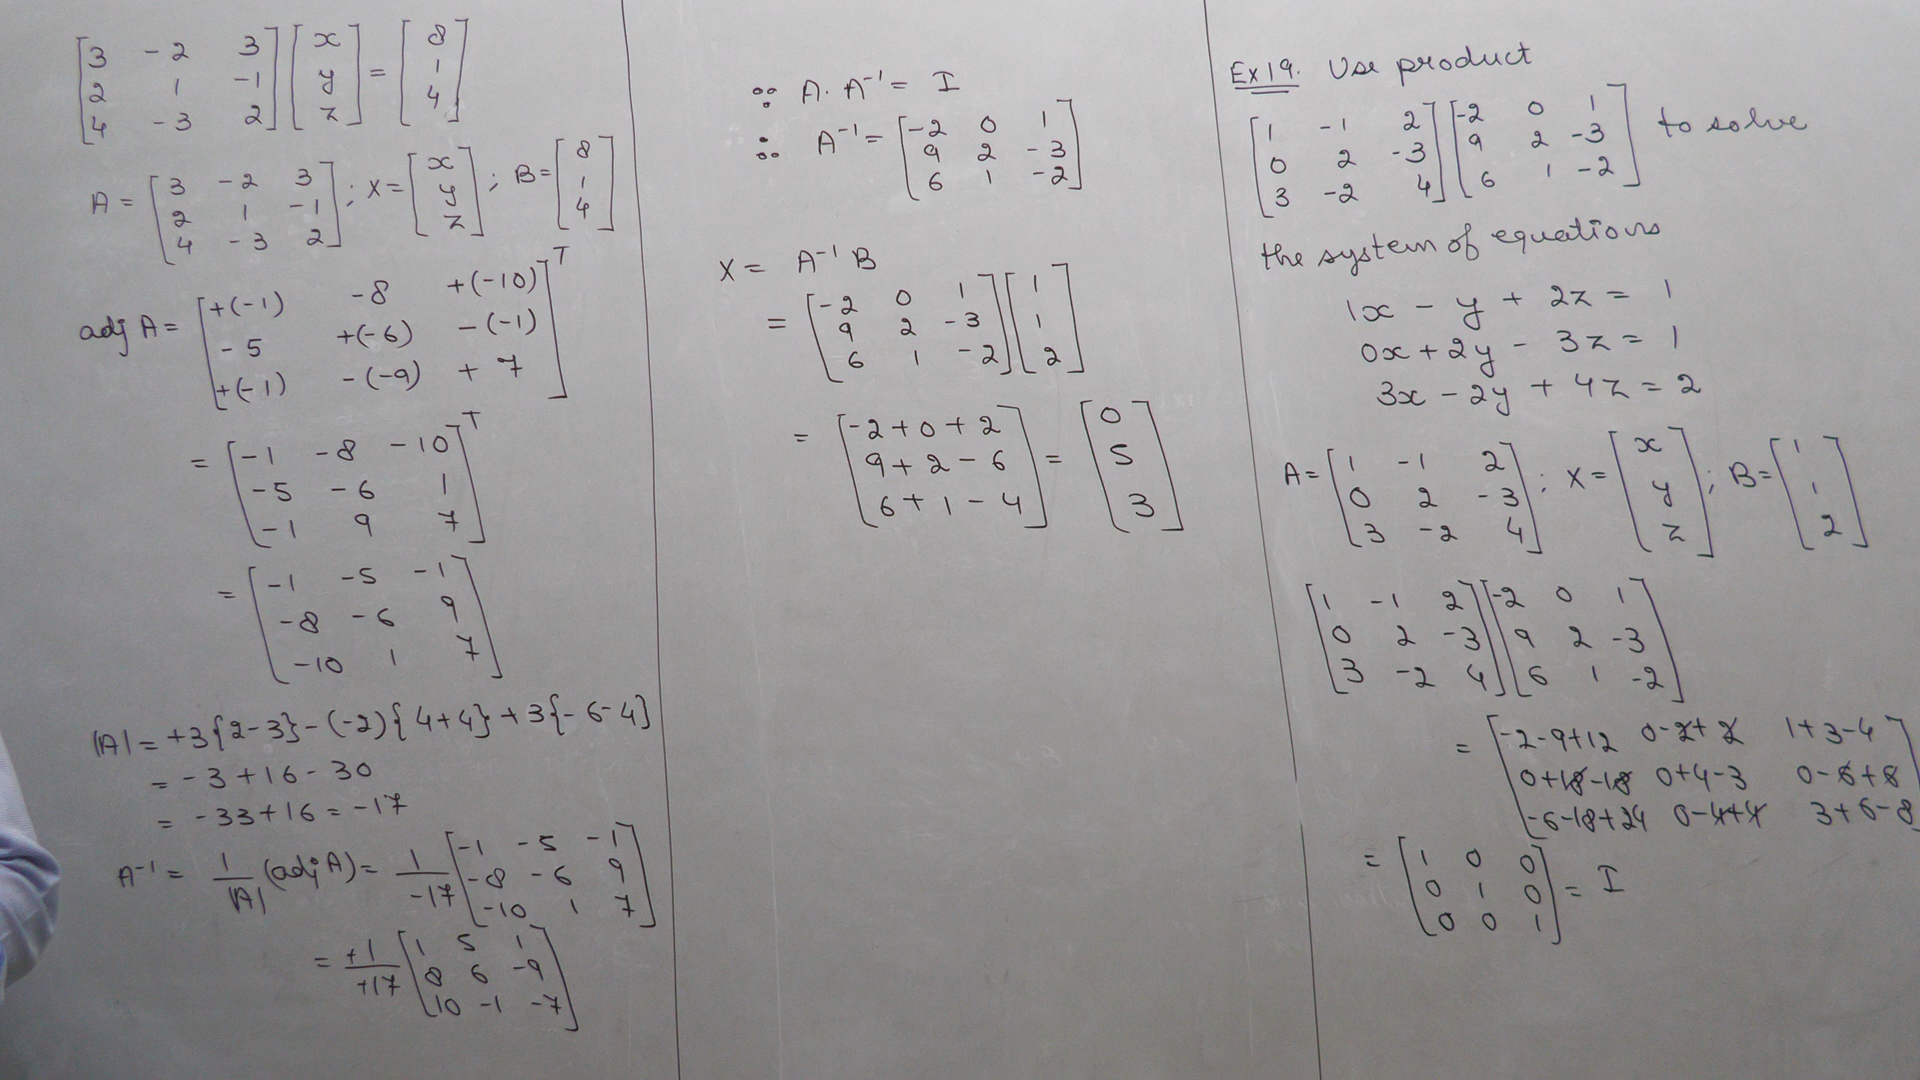 [3 -2 3] [x] = [8]
[2 1 -1] [y] [1]
[4 -3 2] [z] [4]
A = [3 -2 3] ; X = [x] ; B = [8]
[2 1 -1] [y] [1]
[4 -3 2] [z] [4]
adj A = [+(-1) -8 +(-10)]ᵀ
[-5 +(-6) -(-1)]
[+(-1) -(-9) +7]
= [-1 -8 -10]ᵀ
[-5 -6 1]
[-1 9 7]
= [-1 -5 -1]
[-8 -6 9]
[-10 1 7]
|A| = +3{2-3} - (-2){4+4} + 3{-6-4}
= -3 + 16 - 30
= -33 + 16 = -17
A⁻¹ = 1/|A| (adj A) = 1/-17 [-1 -5 -1]
[-8 -6 9]
[-10 1 7]
= +1/+17 [1 5 1]
[8 6 -9]
[10 -1 -7]
∵ A. A⁻¹ = I
∴ A⁻¹ = [-2 0 1]
[9 2 -3]
[6 1 -2]
X = A⁻¹ B
= [-2 0 1] [1]
[9 2 -3] [1]
[6 1 -2] [2]
= [-2+0+2] = [0]
[9+2-6] [5]
[6+1-4] [3]
Ex19. Use product
[1 -1 2] [-2 0 1] to solve
[0 2 -3] [9 2 -3]
[3 -2 4] [6 1 -2]
the system of equations
1x - y + 2z = 1
0x + 2y - 3z = 1
3x - 2y + 4z = 2
A = [1 -1 2] ; X = [x] ; B = [1]
[0 2 -3] [y] [1]
[3 -2 4] [z] [2]
[1 -1 2] [-2 0 1]
[0 2 -3] [9 2 -3]
[3 -2 4] [6 1 -2]
= [-2-9+12 0-2+2 1+3-4]
[0+18-18 0+4-3 0-6+8
[-6-18+24 0-4+4 3+6-8]
= [1 0 0] = I
[0 1 0]
[0 0 1]